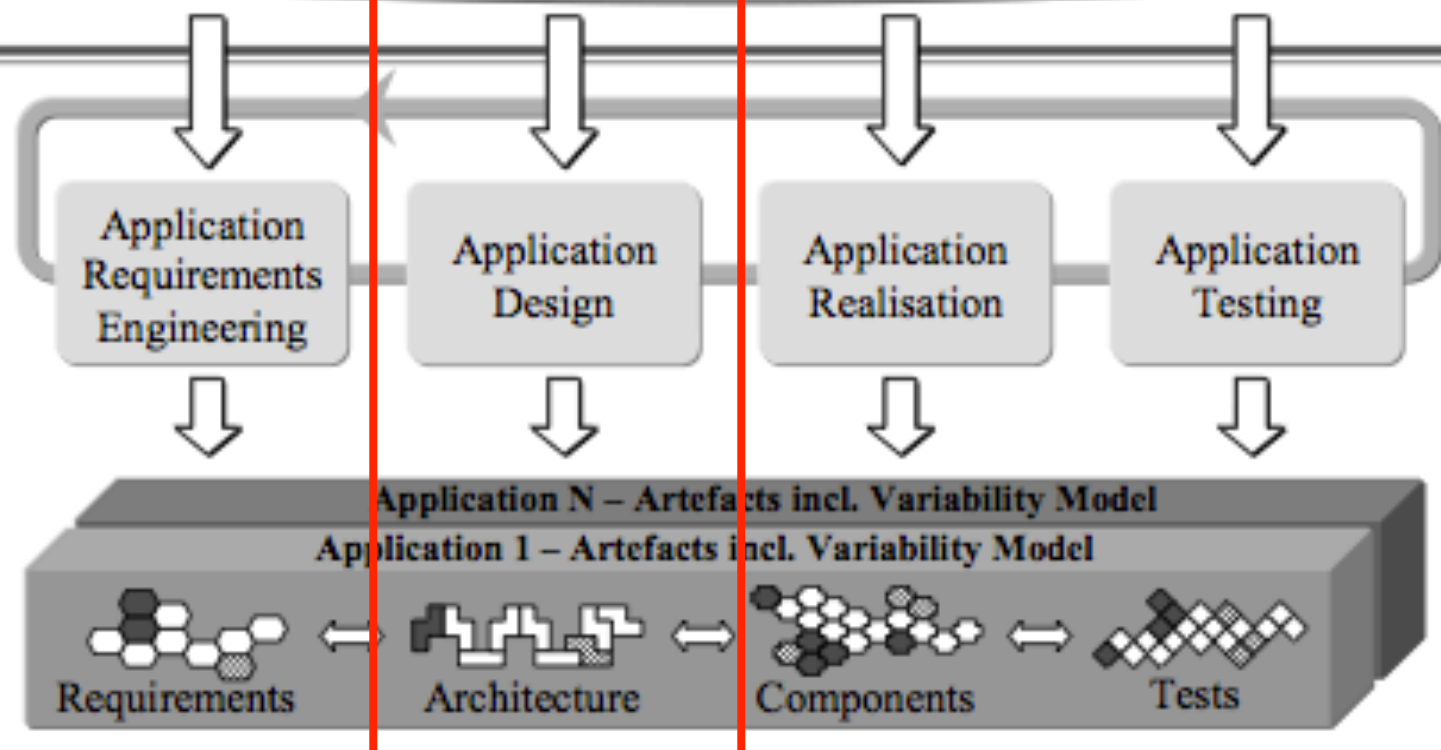 Application
Requirements
Engineering
Application
Design
Application
Realisation
Application
Testing
Application N – Artefacts incl. Variability Model
Application 1 – Artefacts incl. Variability Model
Requirements
Architecture
Components
Tests